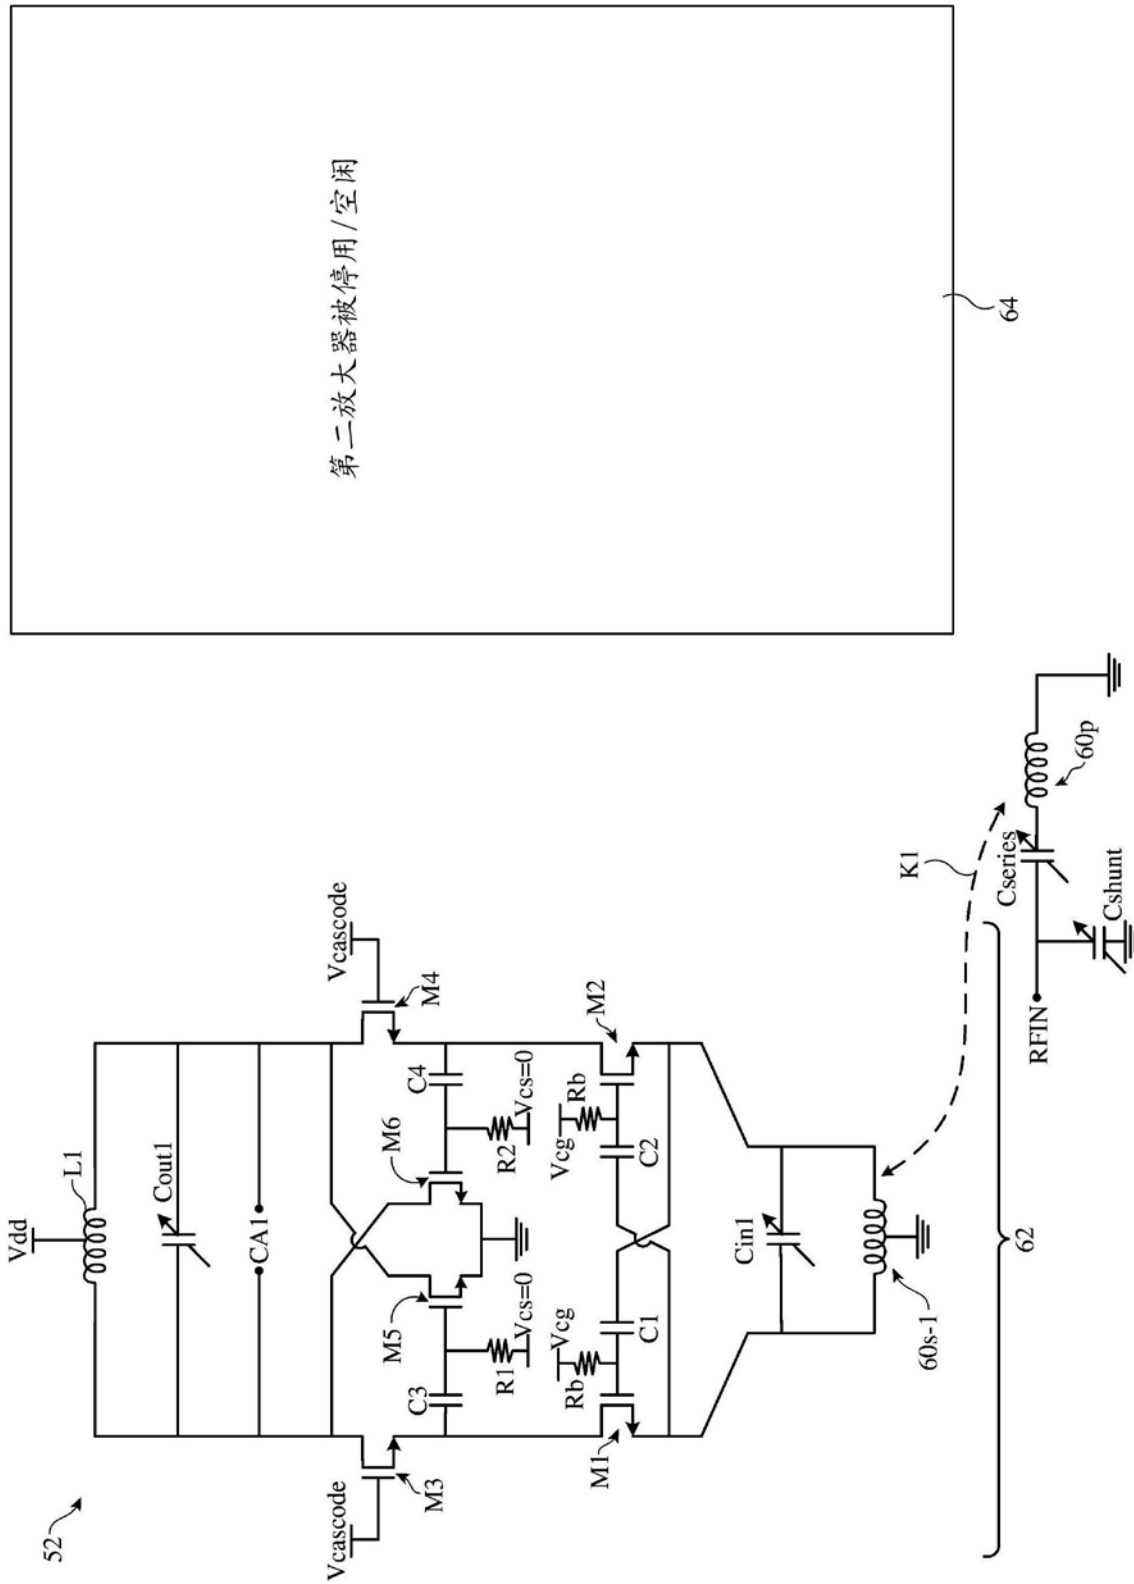 52
Vdd
L1
Cout1
CA1
Vcascode
M3
Vcascode
M4
M5
M6
C3
C4
R1
Vcs=0
R2
Vcs=0
Vcg
Rb
Vcg
Rb
M1
M2
C1
C2
Cin1
60s-1
62
K1
RFIN
Cseries
Cshunt
60p
第二放大器被停用/空闲
64